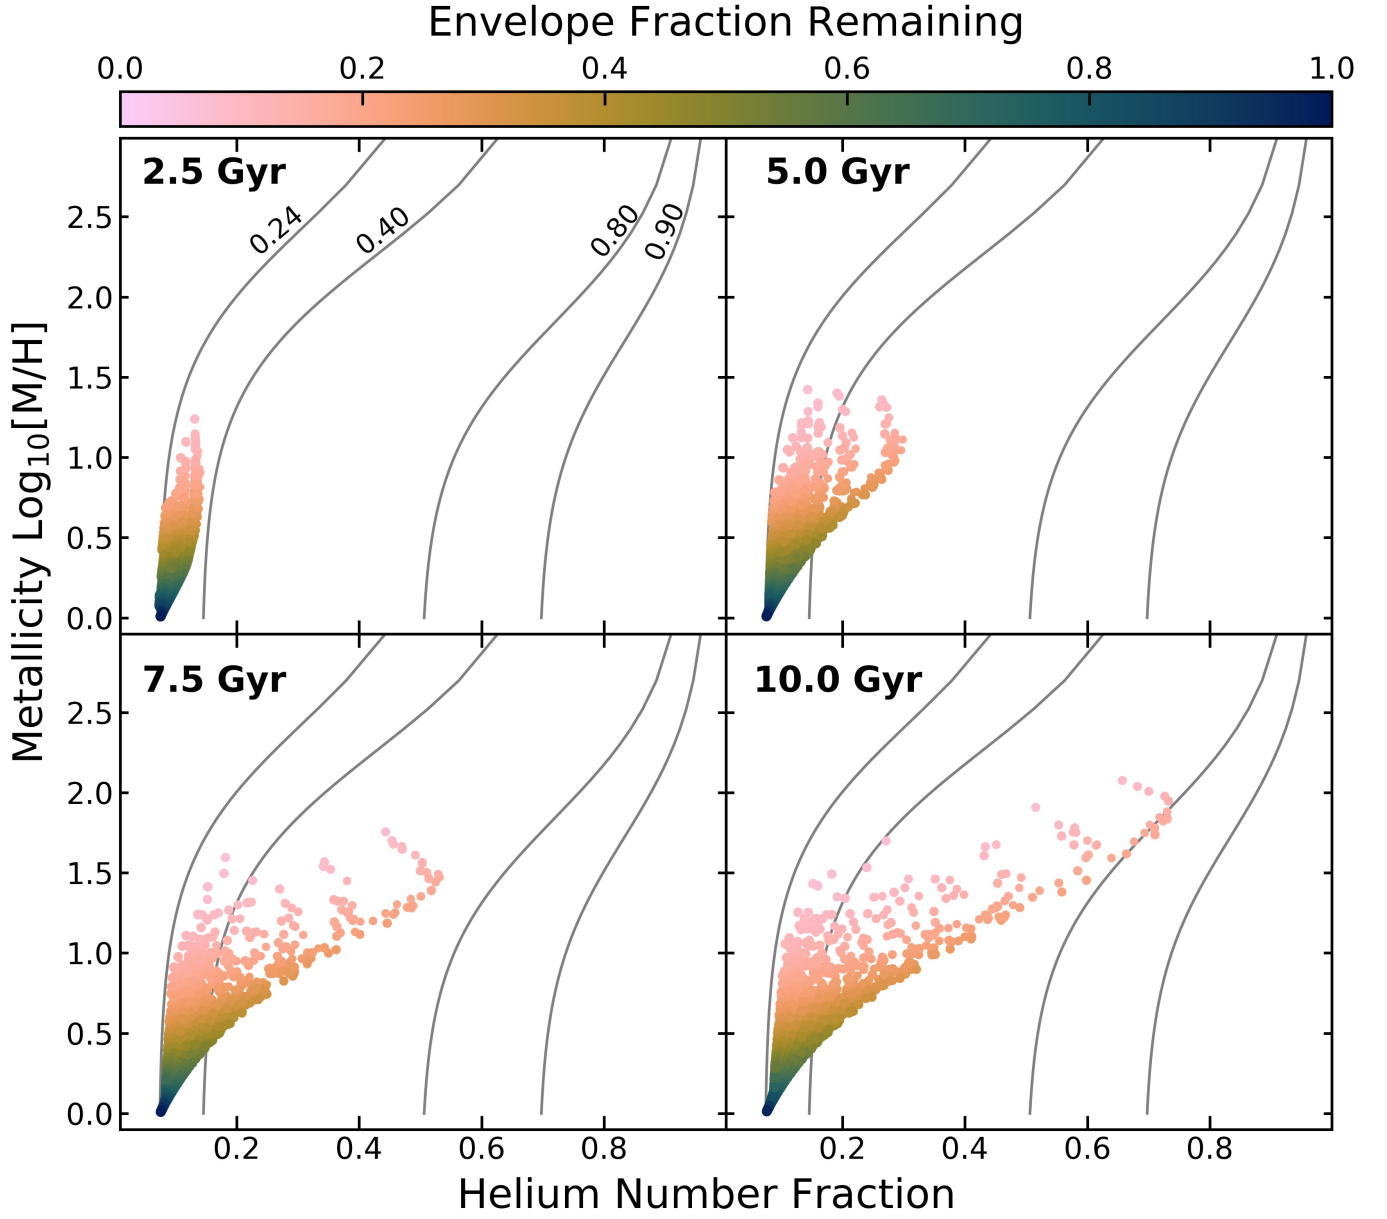 Envelope Fraction Remaining
0.0 0.2 0.4 0.6 0.8 1.0
2.5 Gyr
0.24
0.40
0.80
0.90
5.0 Gyr
2.5
2.0
1.5
1.0
0.5
0.0
Metallicity Log₁₀[M/H]
7.5 Gyr
10.0 Gyr
2.5
2.0
1.5
1.0
0.5
0.0
0.2 0.4 0.6 0.8 0.2 0.4 0.6 0.8
Helium Number Fraction